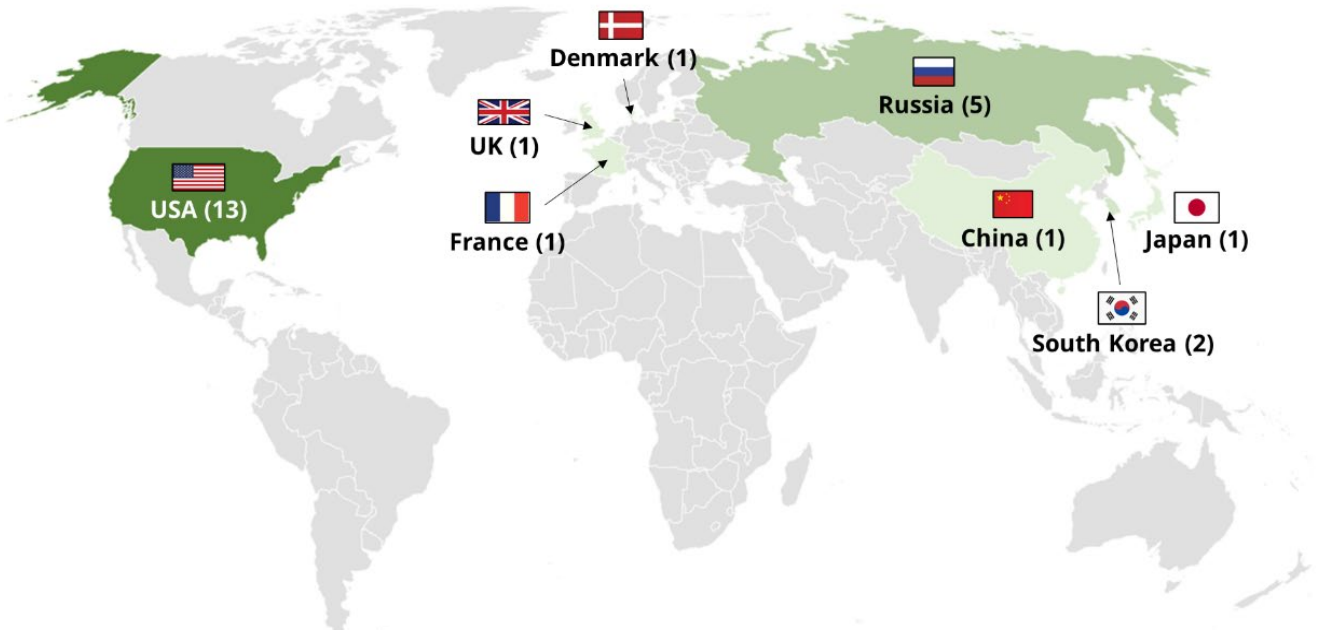 Denmark (1)
Russia (5)
UK (1)
USA (13)
France (1)
China (1)
Japan (1)
South Korea (2)